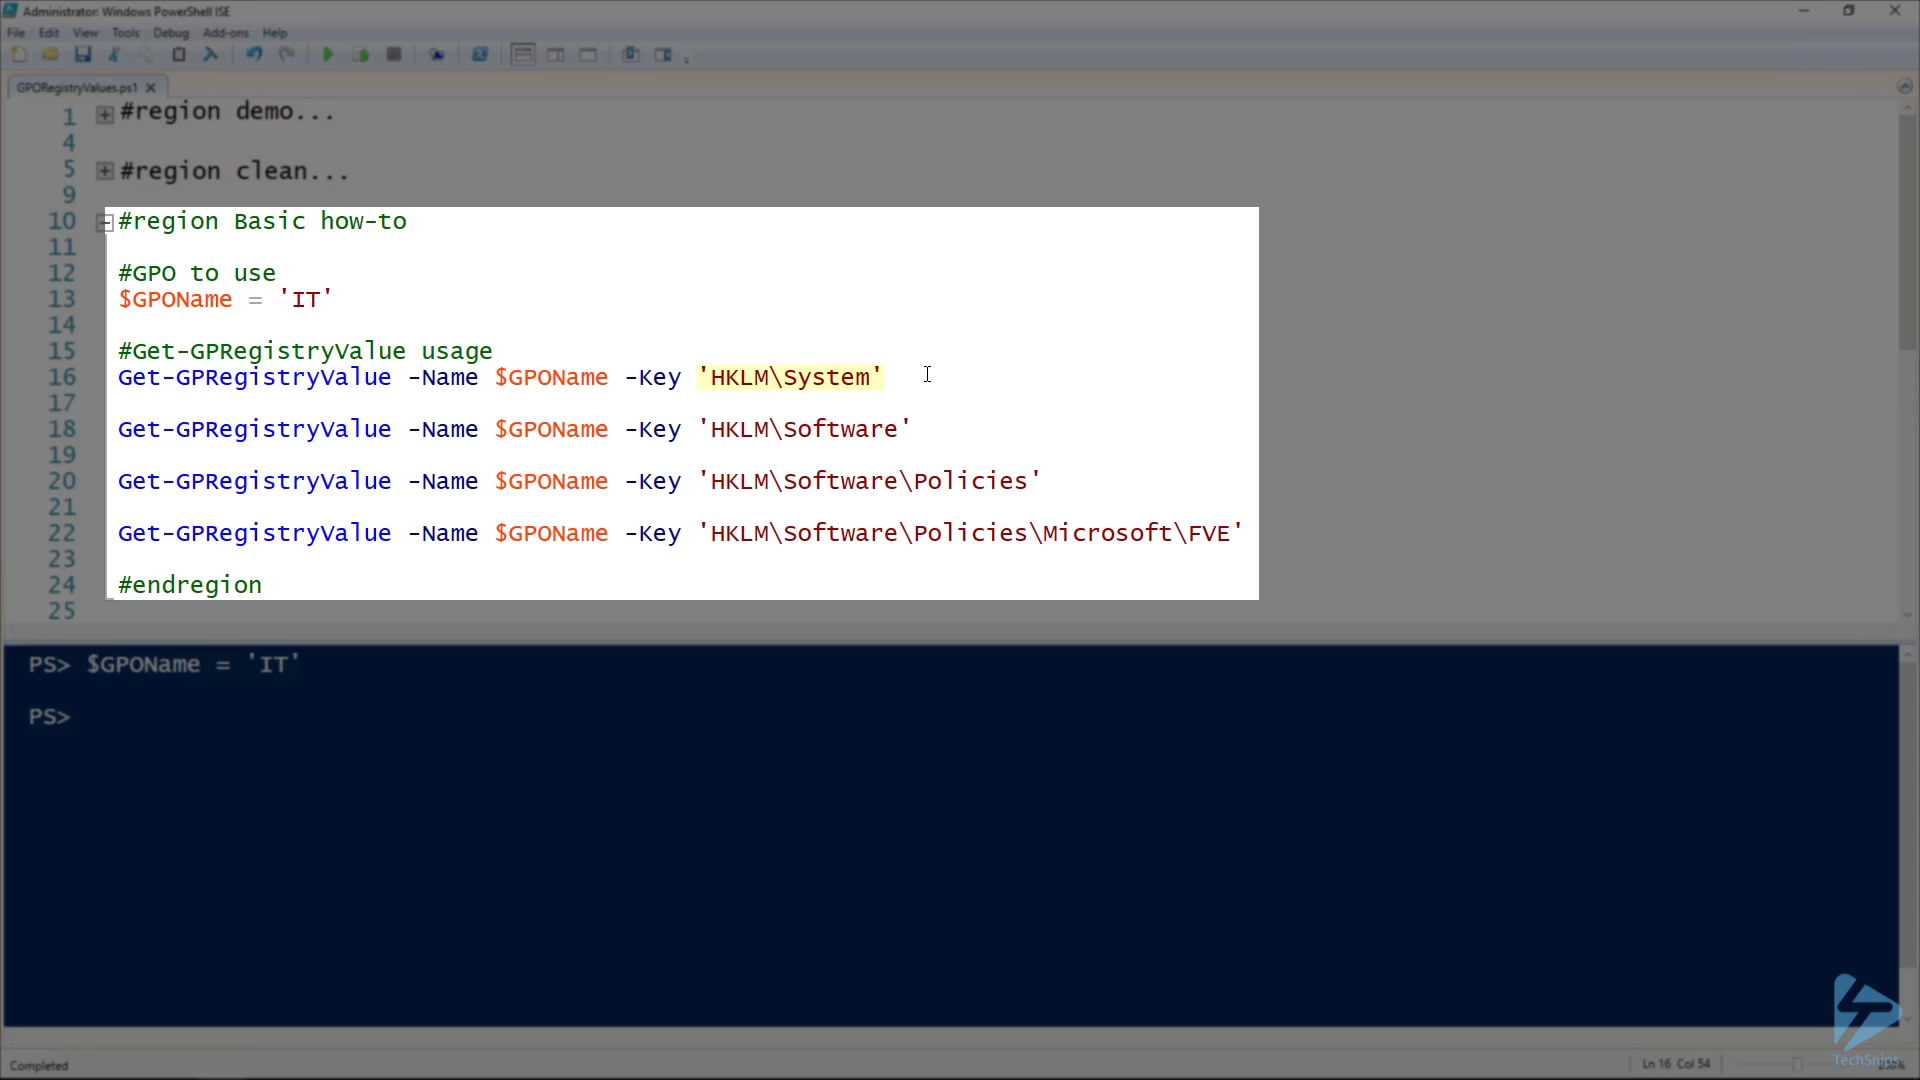 Administrator: Windows PowerShell ISE
File Edit View Tools Debug Add-ons Help
GPORegistryValues.ps1
1 #region demo...
4
5 #region clean...
9
10 #region Basic how-to
11
12 #GPO to use
13 $GPOName = 'IT'
14
15 #Get-GPRegistryValue usage
16 Get-GPRegistryValue -Name $GPOName -Key 'HKLM\System'
17
18 Get-GPRegistryValue -Name $GPOName -Key 'HKLM\Software'
19
20 Get-GPRegistryValue -Name $GPOName -Key 'HKLM\Software\Policies'
21
22 Get-GPRegistryValue -Name $GPOName -Key 'HKLM\Software\Policies\Microsoft\FVE'
23
24 #endregion
25
PS> $GPOName = 'IT'
PS>
TechSnips
Completed
Ln 16 Col 54